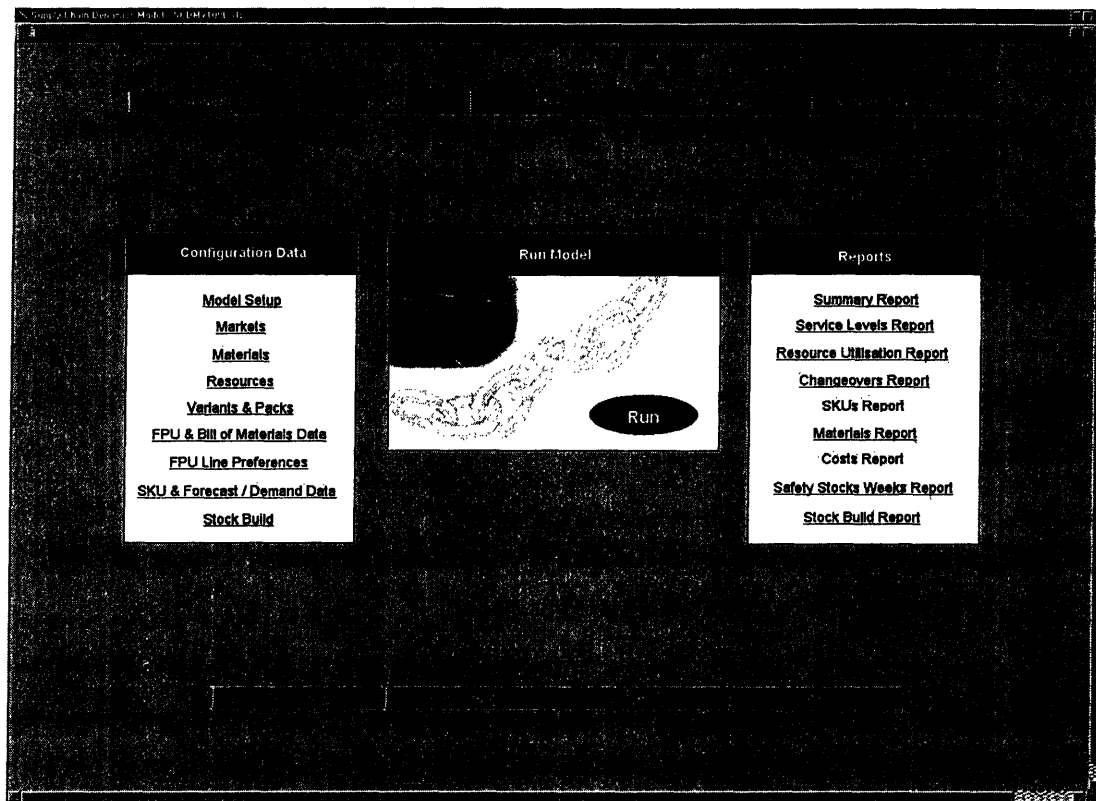 Configuration Data
Model Setup
Markets
Materials
Resources
Variants & Packs
FPU & Bill of Materials Data
FPU Line Preferences
SKU & Forecast / Demand Data
Stock Build
Run Model
Run
Reports
Summary Report
Service Levels Report
Resource Utilisation Report
Changeovers Report
SKUs Report
Materials Report
Costs Report
Safety Stocks Weeks Report
Stock Build Report